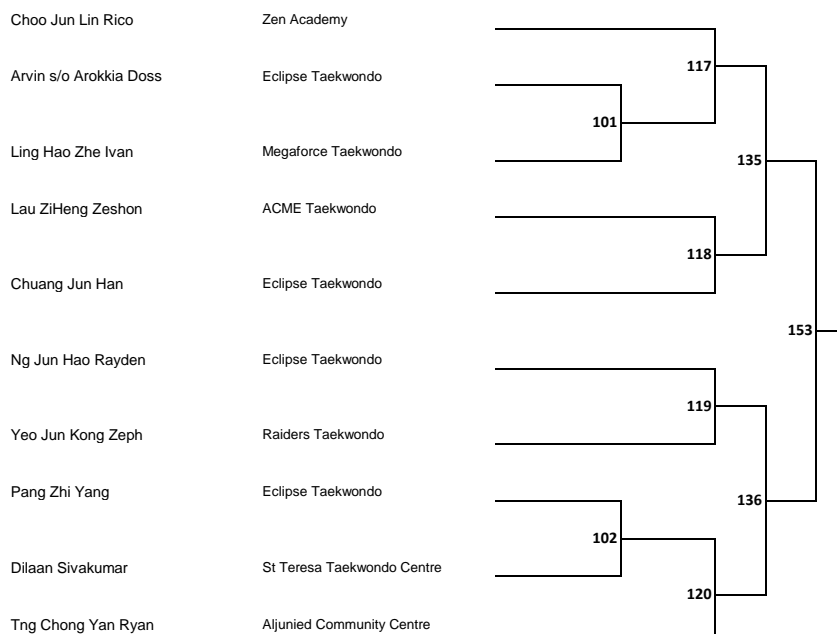 Choo Jun Lin Rico Zen Academy
117
Arvin s/o Arokkia Doss Eclipse Taekwondo
101
Ling Hao Zhe Ivan Megaforce Taekwondo
135
Lau ZiHeng Zeshon ACME Taekwondo
118
Chuang Jun Han Eclipse Taekwondo
153
Ng Jun Hao Rayden Eclipse Taekwondo
119
Yeo Jun Kong Zeph Raiders Taekwondo
Pang Zhi Yang Eclipse Taekwondo
136
102
Dilaan Sivakumar St Teresa Taekwondo Centre
120
Tng Chong Yan Ryan Aljunied Community Centre